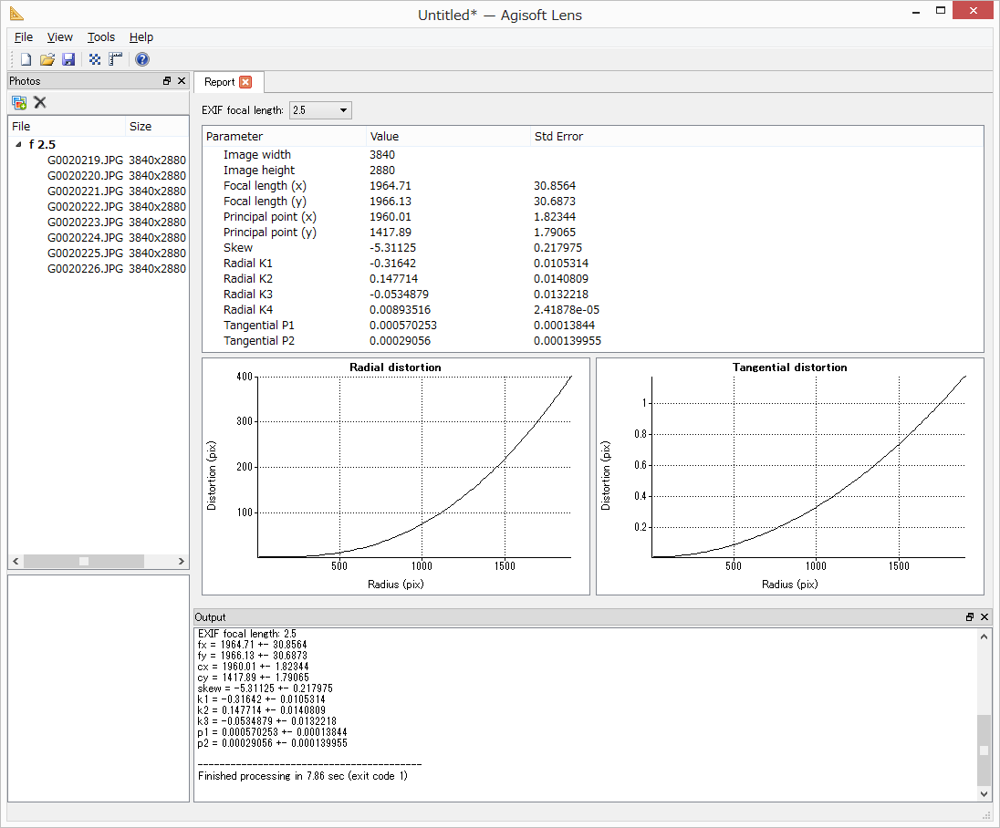 Untitled* — Agisoft Lens
File View Tools Help
Photos
File Size
f 2.5
G0020219.JPG 3840x2880
G0020220.JPG 3840x2880
G0020221.JPG 3840x2880
G0020222.JPG 3840x2880
G0020223.JPG 3840x2880
G0020224.JPG 3840x2880
G0020225.JPG 3840x2880
G0020226.JPG 3840x2880
Report
EXIF focal length: 2.5
Parameter Value Std Error
Image width 3840
Image height 2880
Focal length (x) 1964.71 30.8564
Focal length (y) 1966.13 30.6873
Principal point (x) 1960.01 1.82344
Principal point (y) 1417.89 1.79065
Skew -5.31125 0.217975
Radial K1 -0.31642 0.0105314
Radial K2 0.147714 0.0140809
Radial K3 -0.0534879 0.0132218
Radial K4 0.00893516 2.41878e-05
Tangential P1 0.000570253 0.00013844
Tangential P2 0.00029056 0.000139955
Radial distortion
400
300
200
100
Distortion (pix)
500 1000 1500
Radius (pix)
Tangential distortion
1
0.8
0.6
0.4
0.2
Distortion (pix)
500 1000 1500
Radius (pix)
Output
EXIF focal length: 2.5
fx = 1964.71 +- 30.8564
fy = 1966.13 +- 30.6873
cx = 1960.01 +- 1.82344
cy = 1417.89 +- 1.79065
skew = -5.31125 +- 0.217975
k1 = -0.31642 +- 0.0105314
k2 = 0.147714 +- 0.0140809
k3 = -0.0534879 +- 0.0132218
p1 = 0.000570253 +- 0.00013844
p2 = 0.00029056 +- 0.000139955
-----------------------------------------
Finished processing in 7.86 sec (exit code 1)